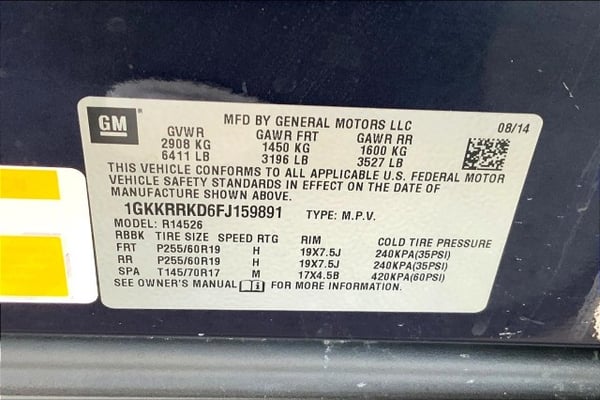 GM
MFD BY GENERAL MOTORS LLC 08/14
GVWR GAWR FRT GAWR RR
2908 KG 1450 KG 1600 KG
6411 LB 3196 LB 3527 LB
THIS VEHICLE CONFORMS TO ALL APPLICABLE U.S. FEDERAL MOTOR
VEHICLE SAFETY STANDARDS IN EFFECT ON THE DATE OF
MANUFACTURE SHOWN ABOVE.
1GKKRRKD6FJ159891 TYPE: M.P.V.
MODEL: R14526
RBBK TIRE SIZE SPEED RTG RIM COLD TIRE PRESSURE
FRT P255/60R19 H 19X7.5J 240KPA(35PSI)
RR P255/60R19 H 19X7.5J 240KPA(35PSI)
SPA T145/70R17 M 17X4.5B 420KPA(60PSI)
SEE OWNER'S MANUAL FOR MORE INFORMATION.